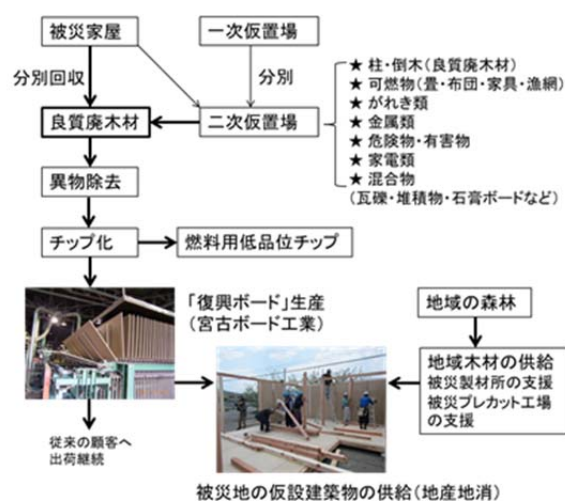 被災家屋
一次仮置場
分別回収
分別
良質廃木材
二次仮置場
★ 柱・倒木(良質廃木材)
★ 可燃物(畳・布団・家具・漁網)
★ がれき類
★ 金属類
★ 危険物・有害物
★ 家電類
★ 混合物
(瓦礫・堆積物・石膏ボードなど)
異物除去
チップ化
燃料用低品位チップ
「復興ボード」生産
(宮古ボード工業)
地域の森林
地域木材の供給
被災製材所の支援
被災プレカット工場
の支援
従来の顧客へ
出荷継続
被災地の仮設建築物の供給(地産地消)